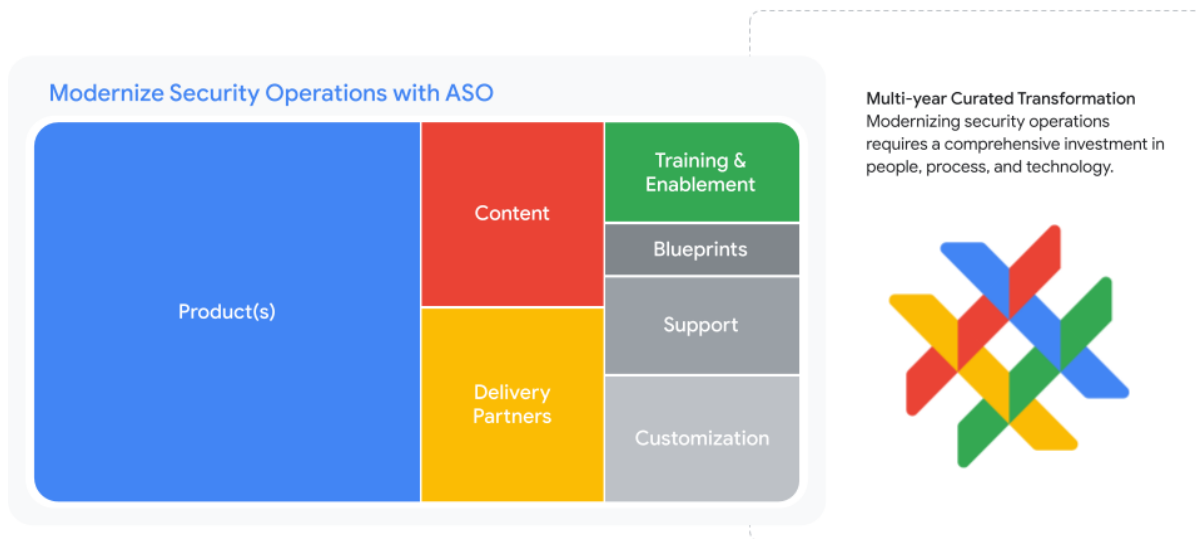 Modernize Security Operations with ASO
Product(s)
Content
Delivery
Partners
Training &
Enablement
Blueprints
Support
Customization
Multi-year Curated Transformation
Modernizing security operations
requires a comprehensive investment in
people, process, and technology.